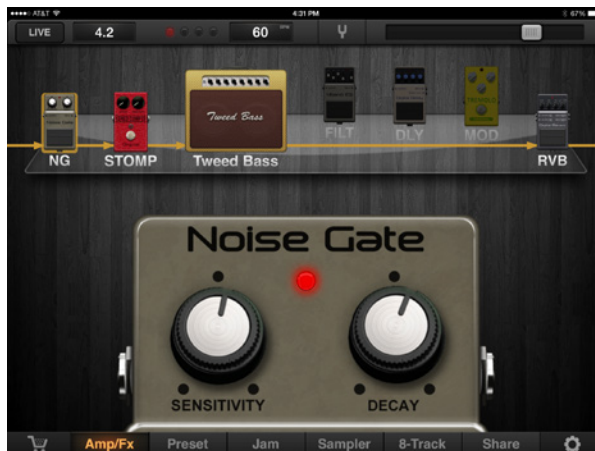 AT&T 4:31 PM 67%
LIVE 4.2 60
Tweed Bass
FILT DLY MOD
NG STOMP Tweed Bass RVB
Noise Gate
SENSITIVITY DECAY
Amp/Fx Preset Jam Sampler 8-Track Share